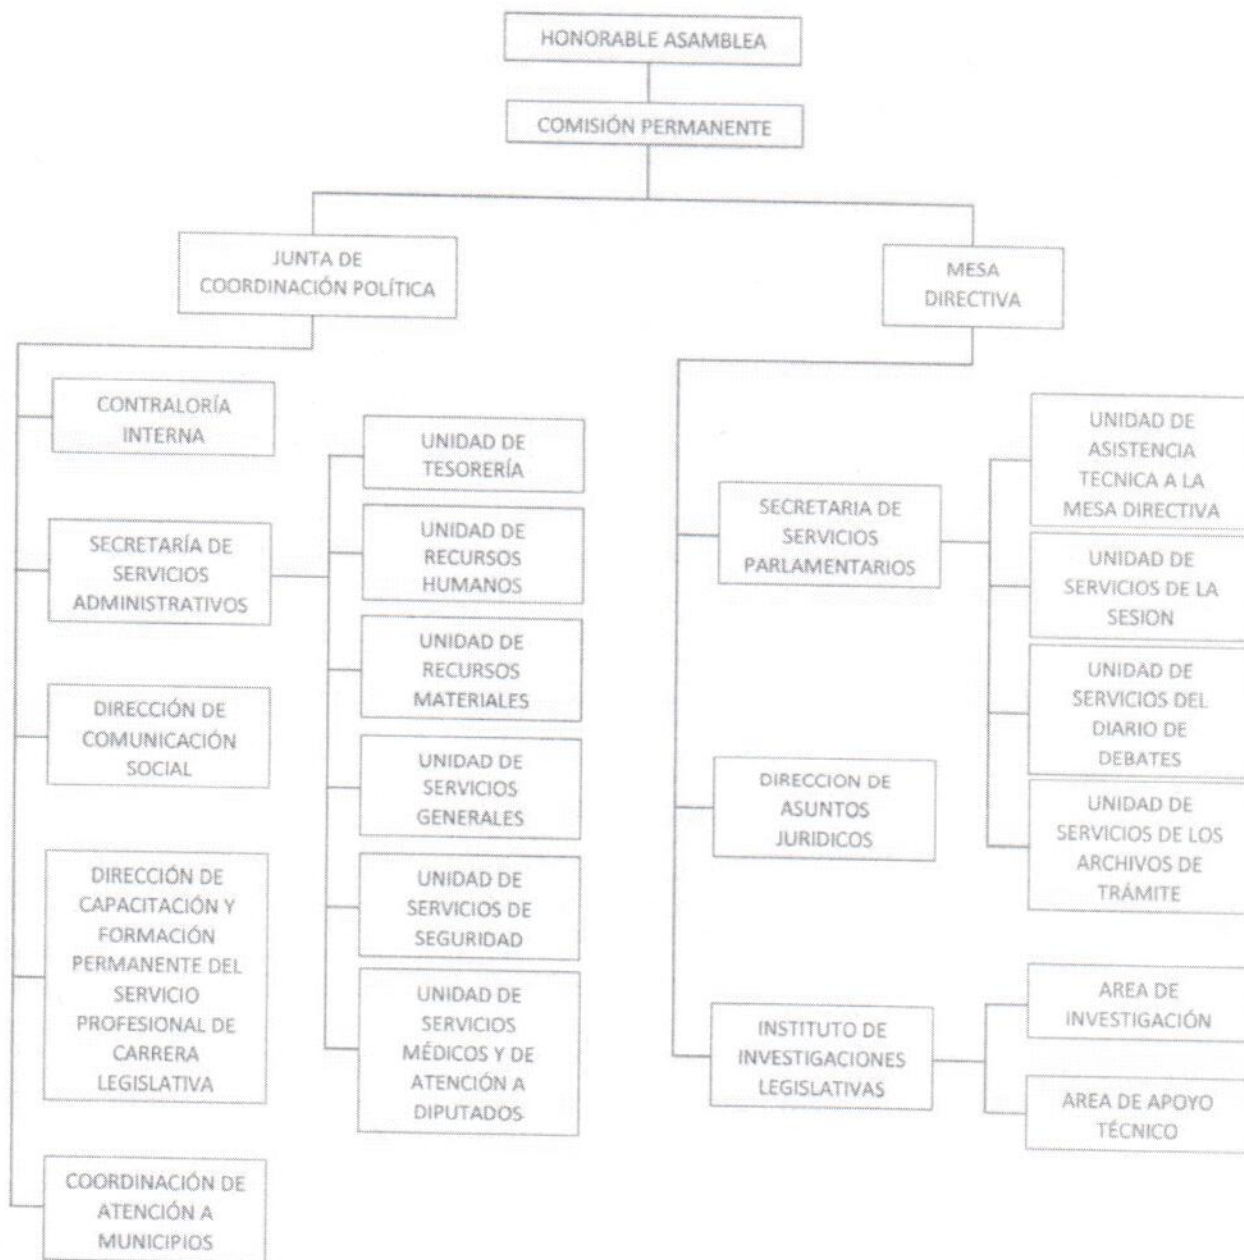 HONORABLE ASAMBLEA
COMISIÓN PERMANENTE
JUNTA DE
COORDINACIÓN POLÍTICA
MESA
DIRECTIVA
CONTRALORÍA
INTERNA
SECRETARÍA DE
SERVICIOS
ADMINISTRATIVOS
DIRECCIÓN DE
COMUNICACIÓN
SOCIAL
DIRECCIÓN DE
CAPACITACIÓN Y
FORMACIÓN
PERMANENTE DEL
SERVICIO
PROFESIONAL DE
CARRERA
LEGISLATIVA
COORDINACIÓN DE
ATENCIÓN A
MUNICIPIOS
UNIDAD DE
TESORERÍA
UNIDAD DE
RECURSOS
HUMANOS
UNIDAD DE
RECURSOS
MATERIALES
UNIDAD DE
SERVICIOS
GENERALES
UNIDAD DE
SERVICIOS DE
SEGURIDAD
UNIDAD DE
SERVICIOS
MÉDICOS Y DE
ATENCIÓN A
DIPUTADOS
SECRETARIA DE
SERVICIOS
PARLAMENTARIOS
DIRECCION DE
ASUNTOS
JURIDICOS
INSTITUTO DE
INVESTIGACIONES
LEGISLATIVAS
UNIDAD DE
ASISTENCIA
TECNICA A LA
MESA DIRECTIVA
UNIDAD DE
SERVICIOS DE LA
SESION
UNIDAD DE
SERVICIOS DEL
DIARIO DE
DEBATES
UNIDAD DE
SERVICIOS DE LOS
ARCHIVOS DE
TRÁMITE
AREA DE
INVESTIGACIÓN
AREA DE APOYO
TÉCNICO